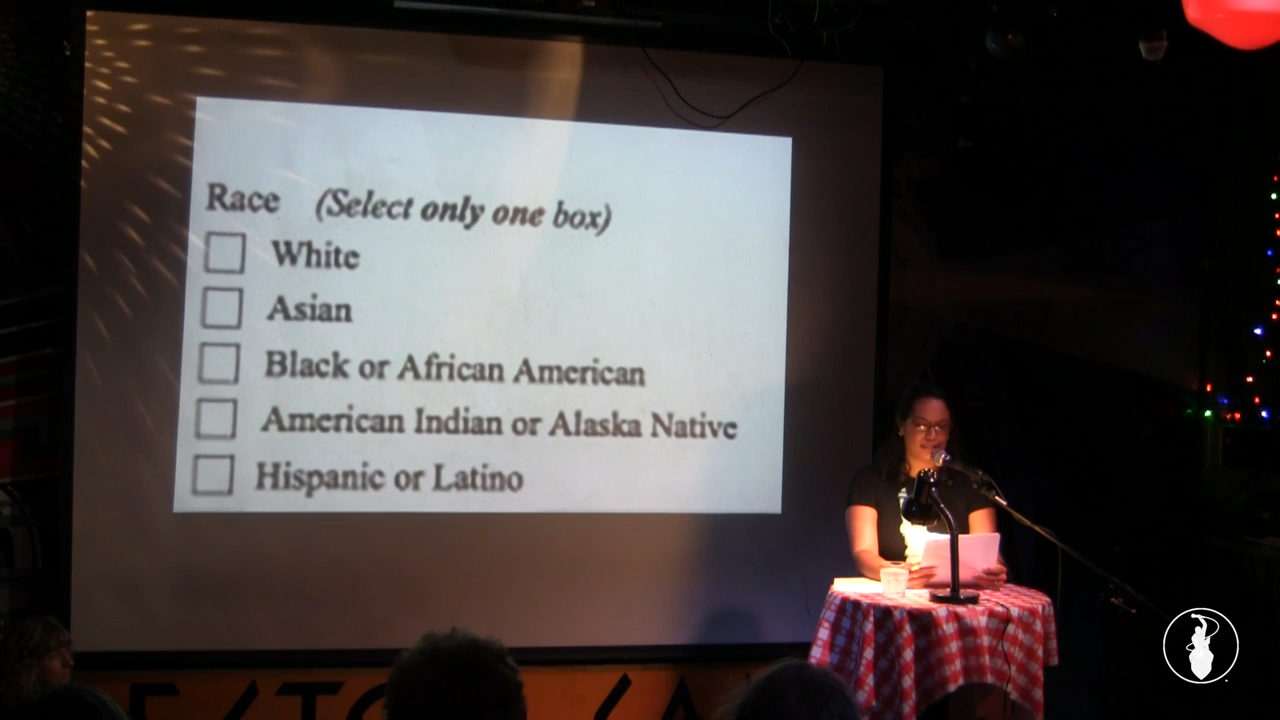 Race (Select only one box)
White
Asian
Black or African American
American Indian or Alaska Native
Hispanic or Latino